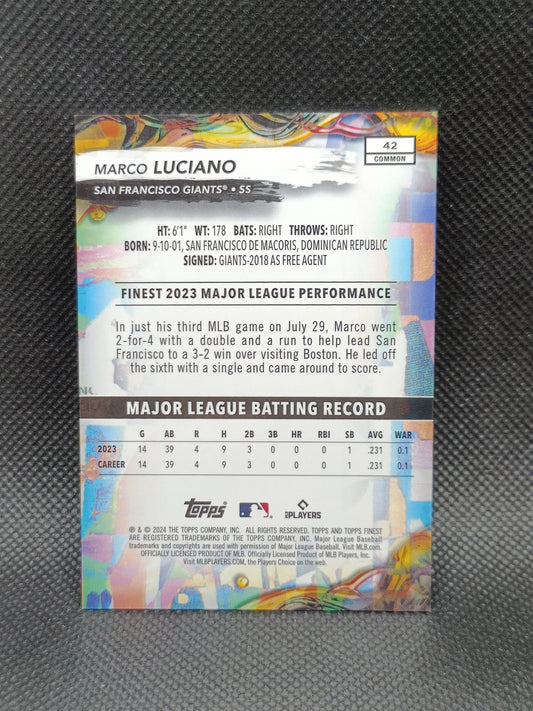 42
COMMON
MARCO LUCIANO
SAN FRANCISCO GIANTS® • SS
HT: 6'1" WT: 178 BATS: RIGHT THROWS: RIGHT
BORN: 9-10-01, SAN FRANCISCO DE MACORIS, DOMINICAN REPUBLIC
SIGNED: GIANTS-2018 AS FREE AGENT
FINEST 2023 MAJOR LEAGUE PERFORMANCE
In just his third MLB game on July 29, Marco went
2-for-4 with a double and a run to help lead San
Francisco to a 3-2 win over visiting Boston. He led off
the sixth with a single and came around to score.
MAJOR LEAGUE BATTING RECORD
G AB R H 2B 3B HR RBI SB AVG WAR
2023 14 39 4 9 3 0 0 0 1 .231 0.1
CAREER 14 39 4 9 3 0 0 0 1 .231 0.1
Topps
PLAYERS
® & © 2024 THE TOPPS COMPANY, INC. ALL RIGHTS RESERVED. TOPPS AND TOPPS FINEST
ARE REGISTERED TRADEMARKS OF THE TOPPS COMPANY, INC. Major League Baseball
trademarks and copyrights are used with permission of Major League Baseball. Visit MLB.com.
OFFICIALLY LICENSED PRODUCT OF MLB. Officially Licensed Product of MLB Players, Inc.
Visit MLBPLAYERS.COM, the Players Choice on the web.